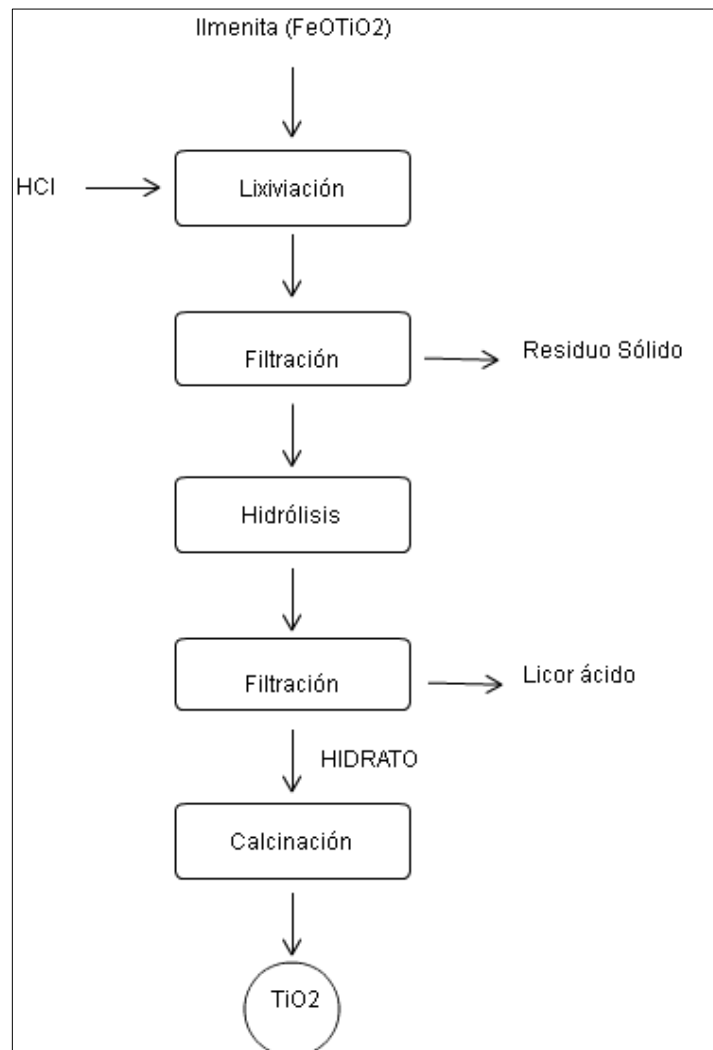 Ilmenita (FeOTiO2)
HCl
Lixiviación
Filtración
Residuo Sólido
Hidrólisis
Filtración
Licor ácido
HIDRATO
Calcinación
TiO2